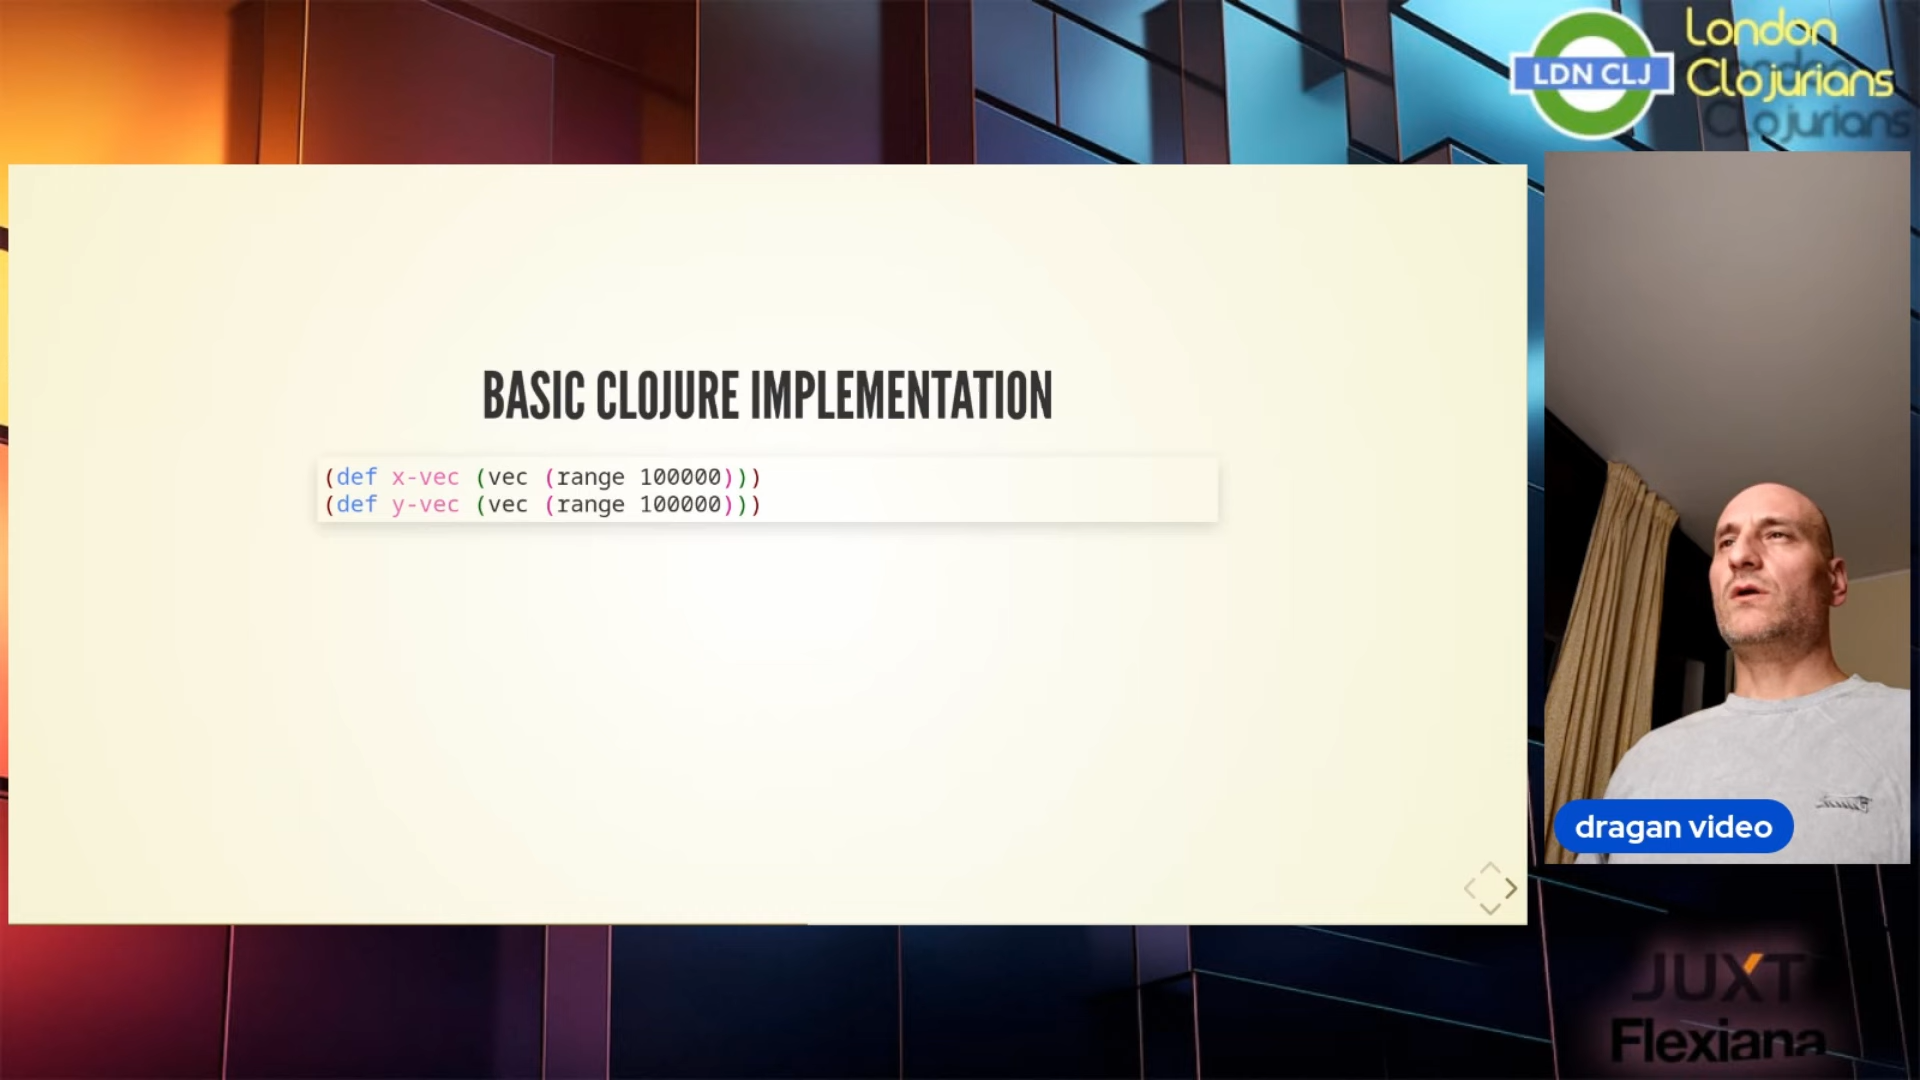 London
LDN CLJ
Clojurians
BASIC CLOJURE IMPLEMENTATION
(def x-vec (vec (range 100000)))
(def y-vec (vec (range 100000)))
dragan video
JUXT
Flexiana